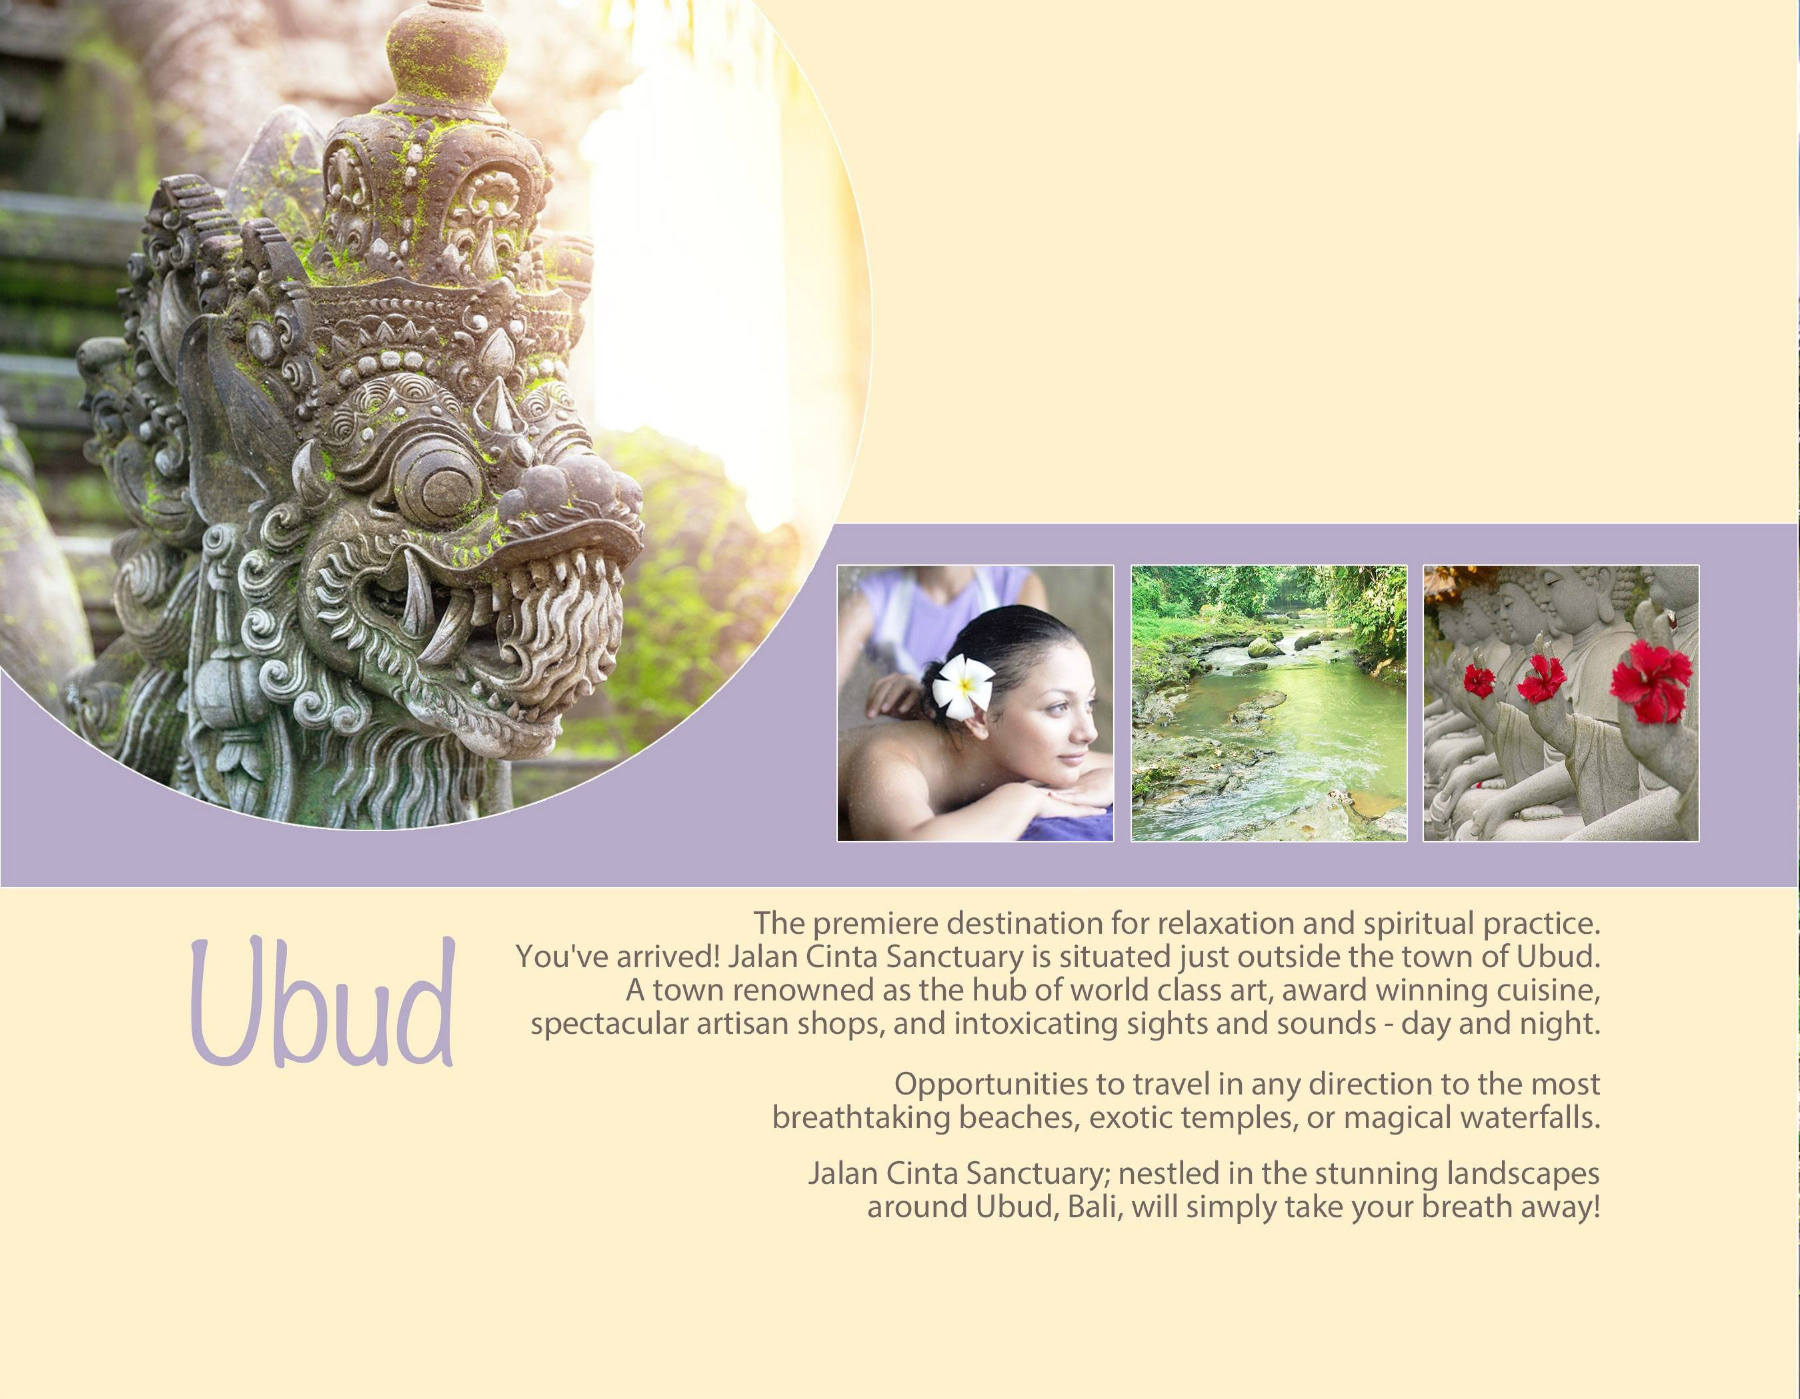 Ubud
The premiere destination for relaxation and spiritual practice.
You've arrived! Jalan Cinta Sanctuary is situated just outside the town of Ubud.
A town renowned as the hub of world class art, award winning cuisine,
spectacular artisan shops, and intoxicating sights and sounds - day and night.
Opportunities to travel in any direction to the most
breathtaking beaches, exotic temples, or magical waterfalls.
Jalan Cinta Sanctuary; nestled in the stunning landscapes
around Ubud, Bali, will simply take your breath away!